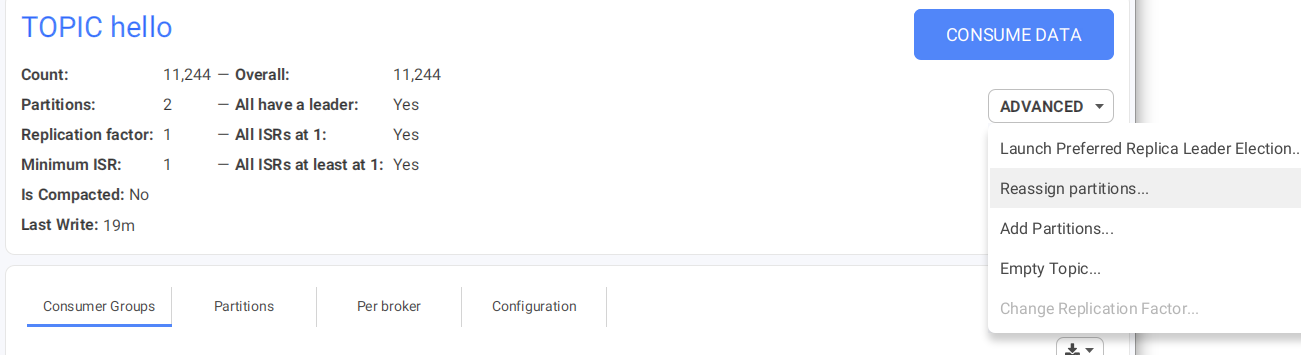 TOPIC hello
CONSUME DATA
Count: 11,244 — Overall: 11,244
Partitions: 2 — All have a leader: Yes
ADVANCED
Replication factor: 1 — All ISRs at 1: Yes
Minimum ISR: 1 — All ISRs at least at 1: Yes
Is Compacted: No
Last Write: 19m
Launch Preferred Replica Leader Election...
Reassign partitions...
Add Partitions...
Empty Topic...
Change Replication Factor...
Consumer Groups Partitions Per broker Configuration